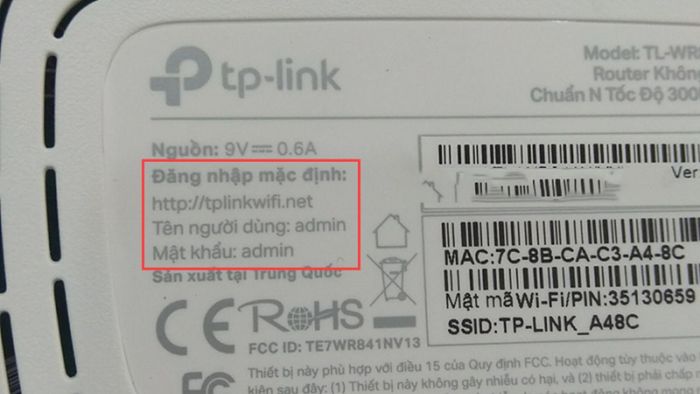 tp-link
Model: TL-WR
Router Không
Chuẩn N Tốc Độ 300
Nguồn: 9V⎓0.6A
Đăng nhập mặc định:
http://tplinkwifi.net
Tên người dùng: admin
Mật khẩu: admin
Sản xuất tại Trung Quốc
Ver
MAC:7C-8B-CA-C3-A4-8C
Mật mã Wi-Fi/PIN:35130659
SSID:TP-LINK_A48C
CE RoHS
FCC ID: TE7WR841NV13
FC
Thiết bị này phù hợp với điều 15 của Quy định FCC. Hoạt động tùy thuộc vào
kiện sau đây: (1) Thiết bị này không gây nhiễu có hại, và (2) thiết bị phải